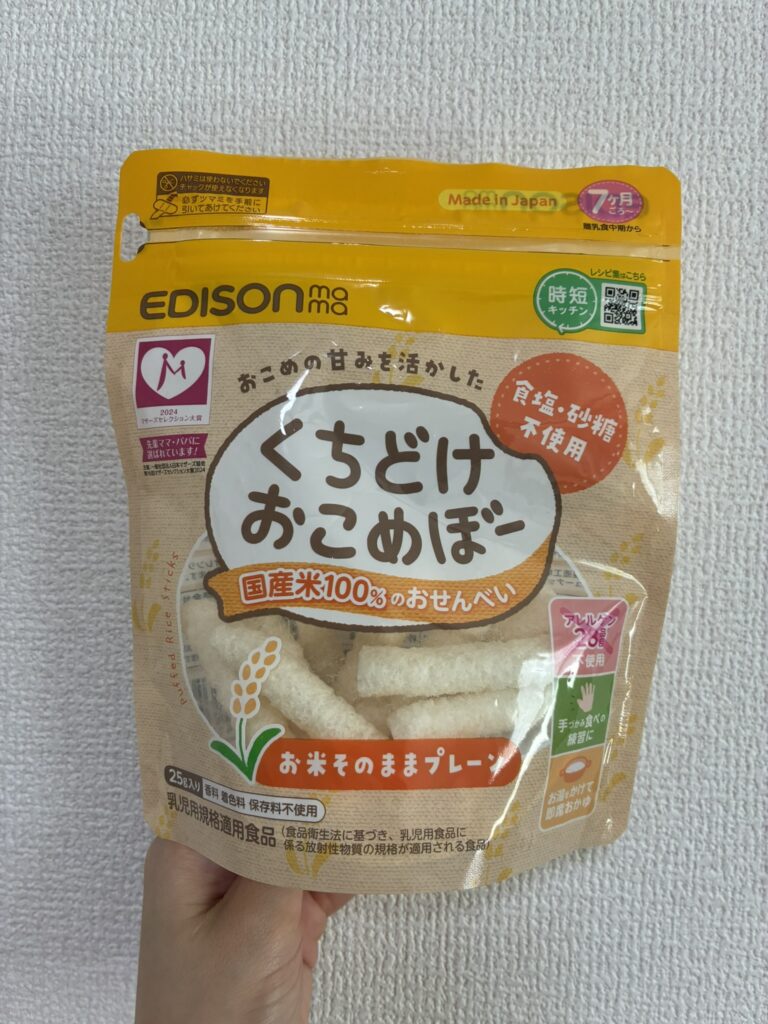 ハサミは使わないでください
チャックが使えなくなります
必ずツマミを手前に
引いてあけてください
Made in Japan
7ヶ月
ごろ〜
離乳食中期から
EDISON mama
レシピ集はこちら
時短
キッチン
2024
マザーズセレクション大賞
先輩ママ・パパに
選ばれています!
おこめの甘みを活かした
食塩・砂糖
不使用
くちどけ
おこめぼー
国産米100%のおせんべい
Puffed Rice Sticks
アレルゲン
28品目
不使用
手づかみ食べの
練習に
お湯をかけて
即席おかゆ
お米そのままプレーン
25g入り
香料 着色料 保存料不使用
乳児用規格適用食品
(食品衛生法に基づき、乳児用食品に
係る放射性物質の規格が適用される食品)